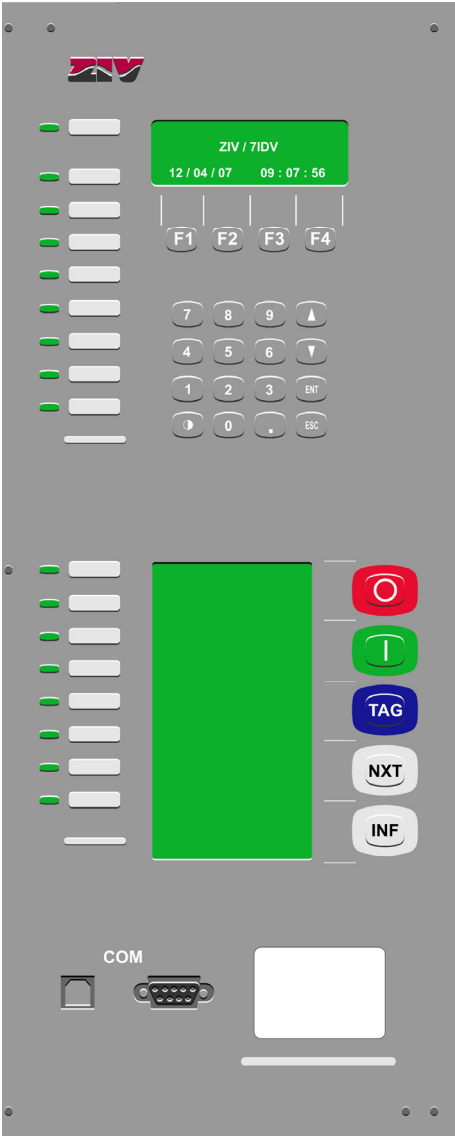 ZIV
ZIV / 7IDV
12 / 04 / 07 09 : 07 : 56
F1 F2 F3 F4
7 8 9
4 5 6
1 2 3 ENT
0 . ESC
TAG
NXT
INF
COM